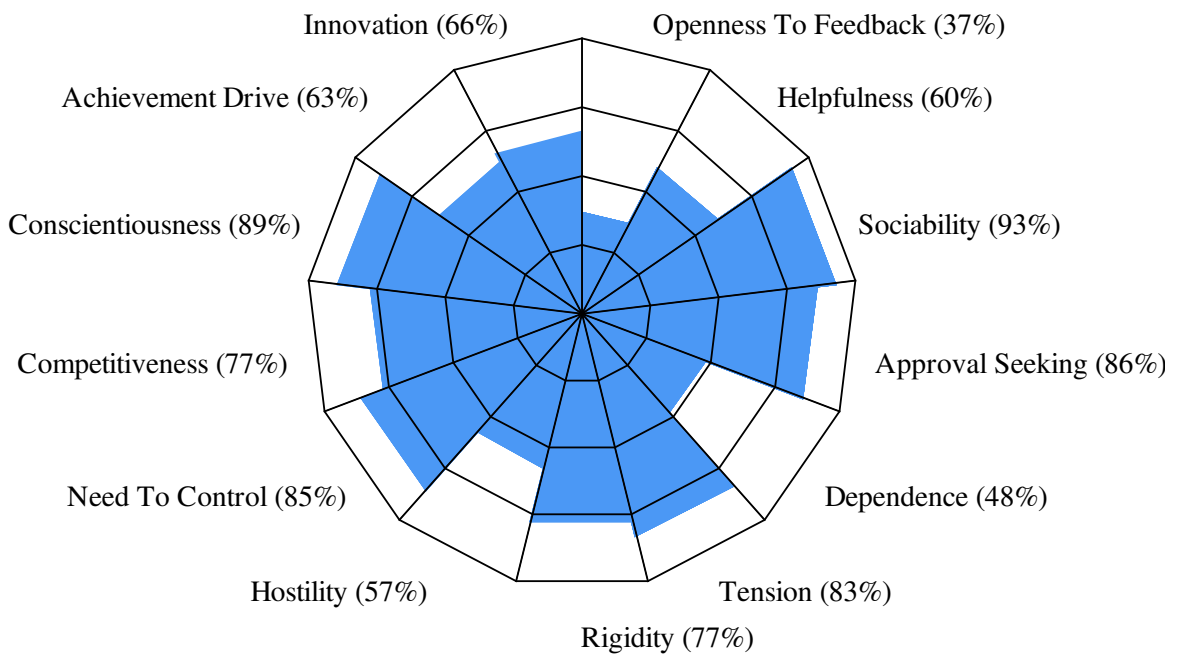 Innovation (66%)
Openness To Feedback (37%)
Achievement Drive (63%)
Helpfulness (60%)
Conscientiousness (89%)
Sociability (93%)
Competitiveness (77%)
Approval Seeking (86%)
Need To Control (85%)
Dependence (48%)
Hostility (57%)
Tension (83%)
Rigidity (77%)